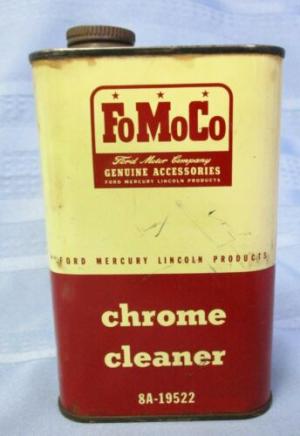 FoMoCo
Ford Motor Company
GENUINE ACCESSORIES
FORD MERCURY LINCOLN PRODUCTS
FORD MERCURY LINCOLN PRODUCTS
chrome
cleaner
8A-19522